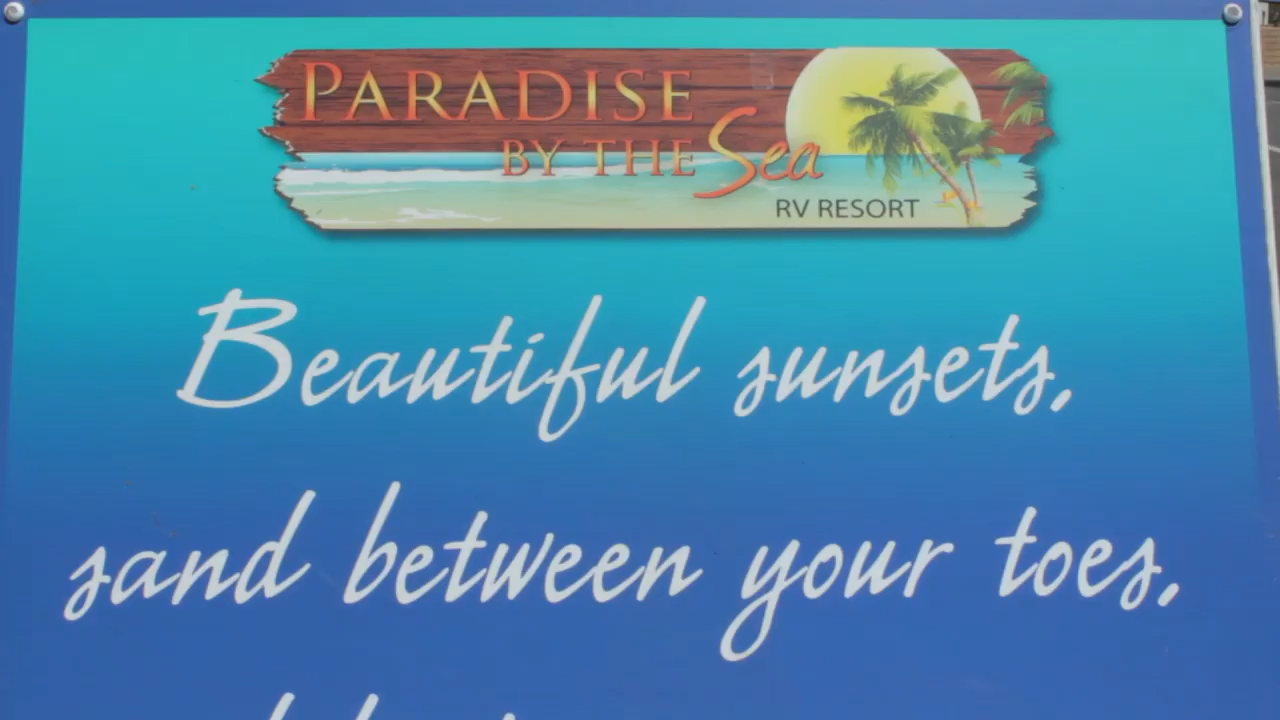 PARADISE
BY THE Sea
RV RESORT
Beautiful sunsets,
sand between your toes,